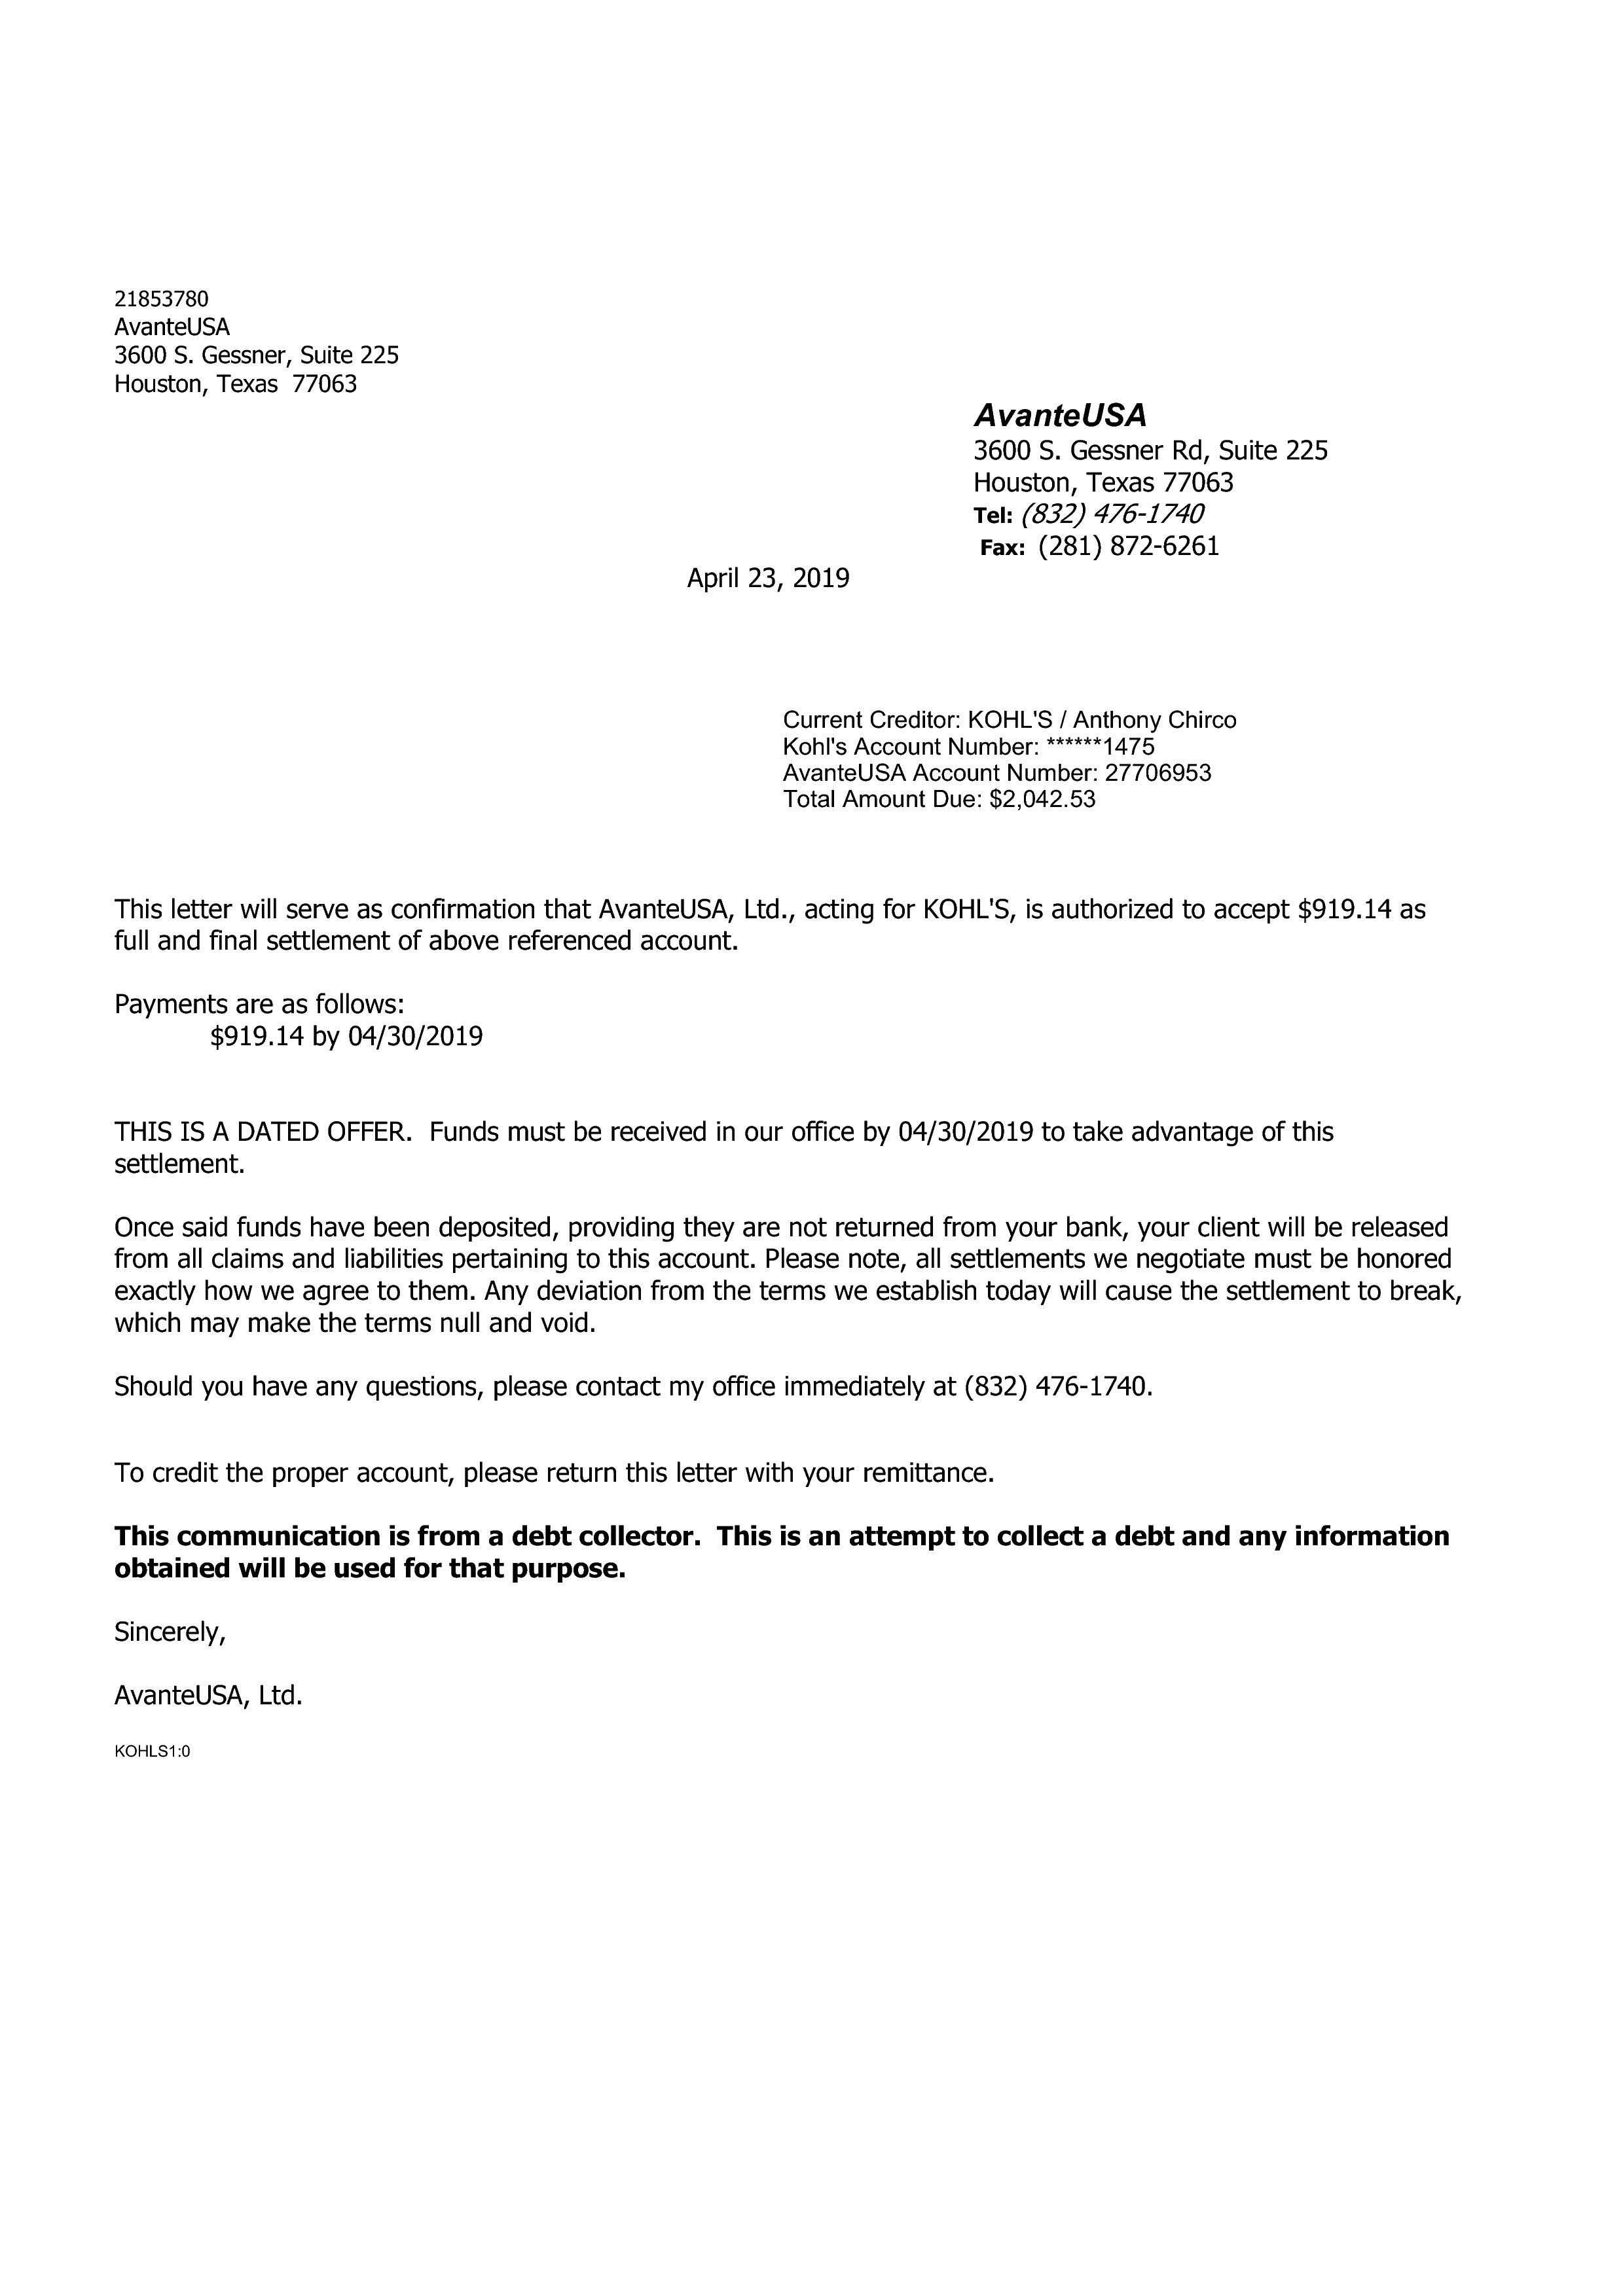 21853780
AvanteUSA
3600 S. Gessner, Suite 225
Houston, Texas  77063
AvanteUSA
3600 S. Gessner Rd, Suite 225
Houston, Texas 77063
Tel: (832) 476-1740
Fax: (281) 872-6261
April 23, 2019
Current Creditor: KOHL'S / Anthony Chirco
Kohl's Account Number: ******1475
AvanteUSA Account Number: 27706953
Total Amount Due: $2,042.53
This letter will serve as confirmation that AvanteUSA, Ltd., acting for KOHL'S, is authorized to accept $919.14 as
full and final settlement of above referenced account.
Payments are as follows:
$919.14 by 04/30/2019
THIS IS A DATED OFFER.  Funds must be received in our office by 04/30/2019 to take advantage of this
settlement.
Once said funds have been deposited, providing they are not returned from your bank, your client will be released
from all claims and liabilities pertaining to this account. Please note, all settlements we negotiate must be honored
exactly how we agree to them. Any deviation from the terms we establish today will cause the settlement to break,
which may make the terms null and void.
Should you have any questions, please contact my office immediately at (832) 476-1740.
To credit the proper account, please return this letter with your remittance.
This communication is from a debt collector.  This is an attempt to collect a debt and any information
obtained will be used for that purpose.
Sincerely,
AvanteUSA, Ltd.
KOHLS1:0